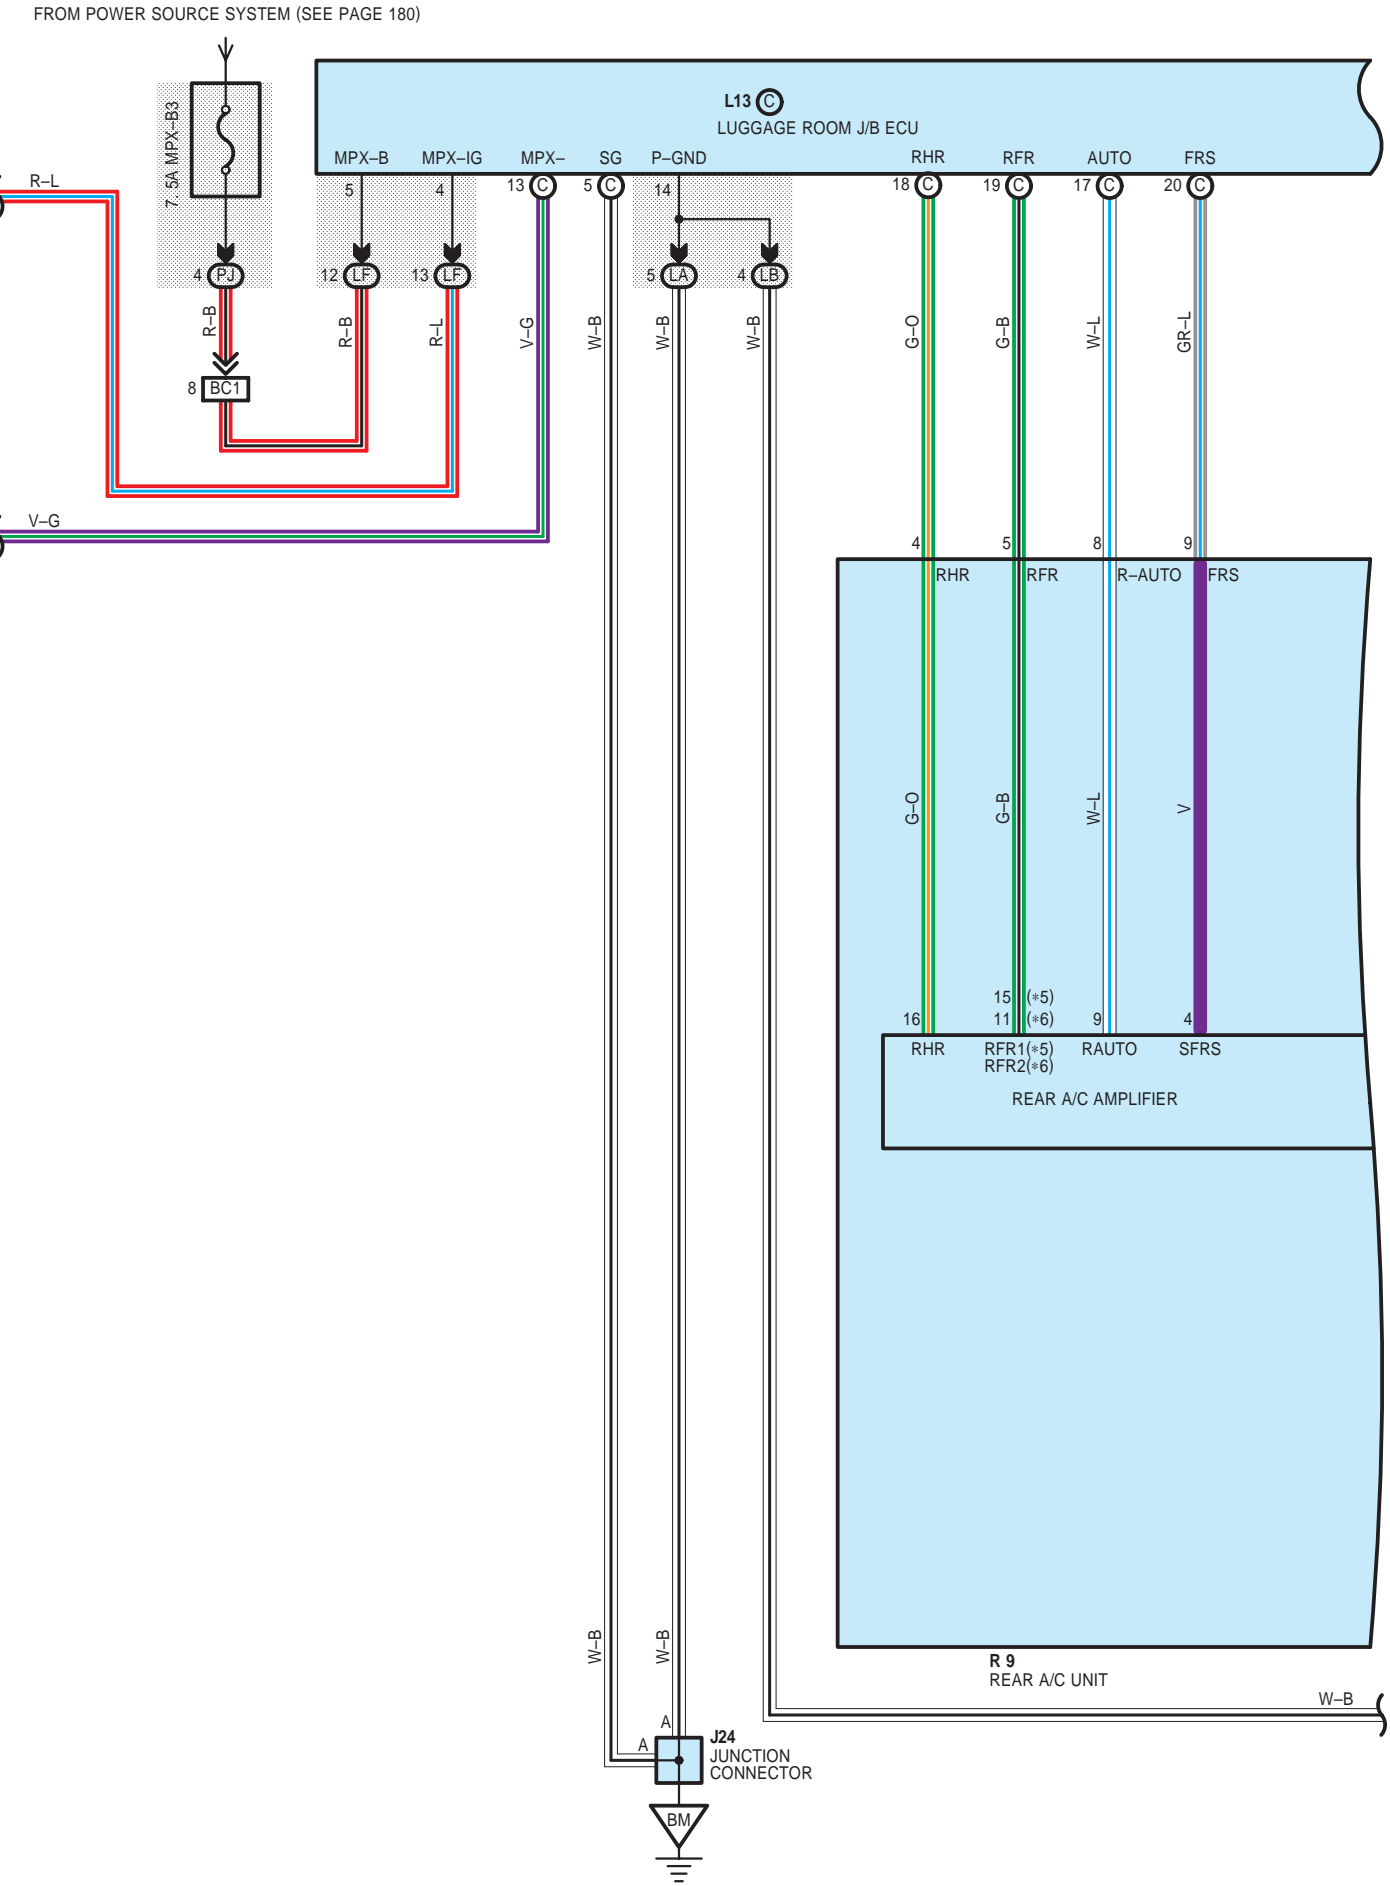 FROM POWER SOURCE SYSTEM (SEE PAGE 180)
7. 5A MPX–B3
L13 C
LUGGAGE ROOM J/B ECU
MPX–B MPX–IG MPX– SG P–GND RHR RFR AUTO FRS
5 4 13 C 5 C 14 18 C 19 C 17 C 20 C
R–L
4 PJ 12 LF 13 LF 5 LA 4 LB
R–B R–B R–L V–G W–B W–B W–B G–O G–B W–L GR–L
8 BC1
V–G
4 5 8 9
RHR RFR R–AUTO FRS
G–O G–B W–L V
15 (*5)
16 11 (*6) 9 4
RHR RFR1(*5) RAUTO SFRS
RFR2(*6)
REAR A/C AMPLIFIER
W–B W–B
R 9
REAR A/C UNIT
W–B
A
A
J24
JUNCTION
CONNECTOR
BM